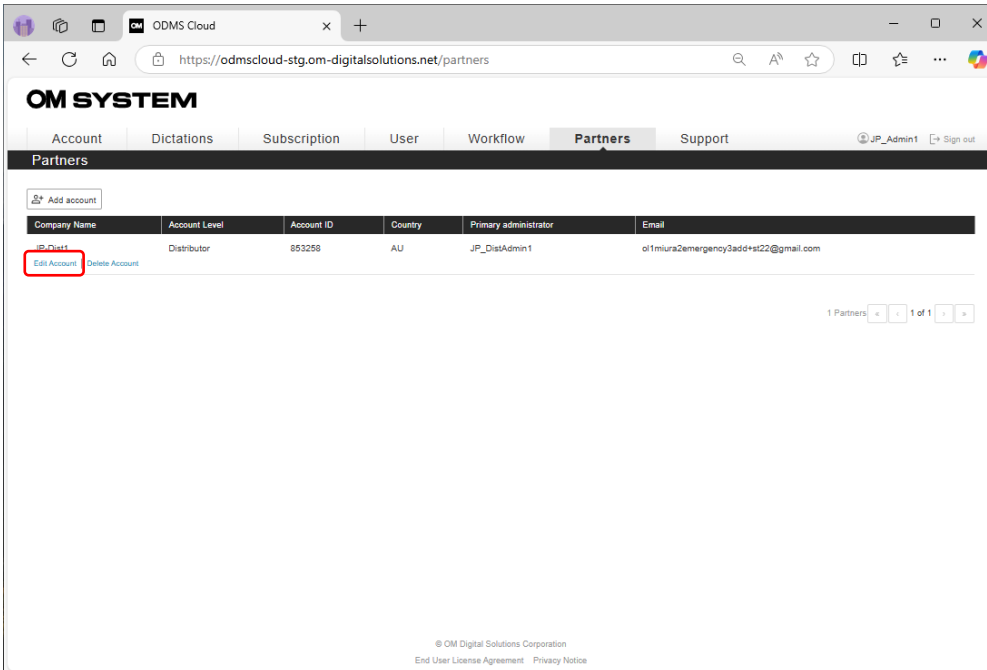 OM ODMS Cloud
https://odmscloud-stg.om-digitalsolutions.net/partners
OM SYSTEM
Account Dictations Subscription User Workflow Partners Support JP_Admin1 Sign out
Partners
Add account
Company Name Account Level Account ID Country Primary administrator Email
JP-Dist1 Distributor 853258 AU JP_DistAdmin1 ol1miura2emergency3add+st22@gmail.com
Edit Account | Delete Account
1 Partners « ‹ 1 of 1 › »
© OM Digital Solutions Corporation
End User License Agreement Privacy Notice